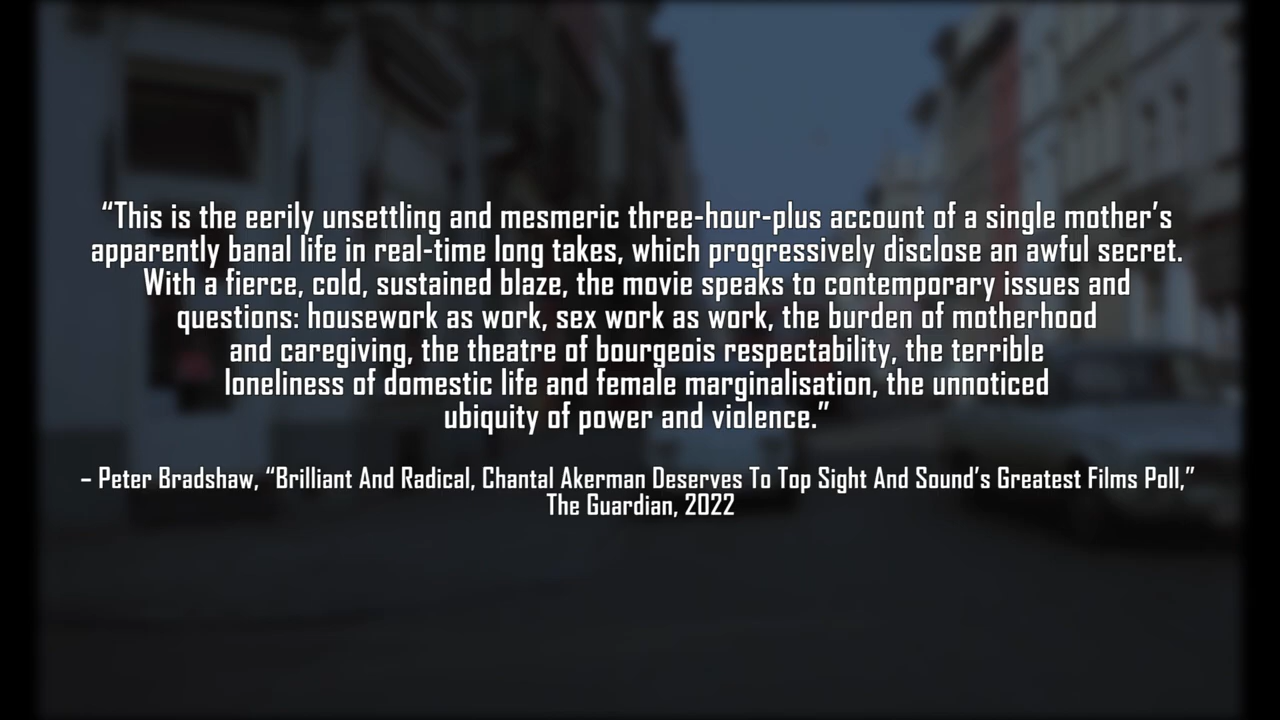 “This is the eerily unsettling and mesmeric three-hour-plus account of a single mother’s
apparently banal life in real-time long takes, which progressively disclose an awful secret.
With a fierce, cold, sustained blaze, the movie speaks to contemporary issues and
questions: housework as work, sex work as work, the burden of motherhood
and caregiving, the theatre of bourgeois respectability, the terrible
loneliness of domestic life and female marginalisation, the unnoticed
ubiquity of power and violence.”
– Peter Bradshaw, “Brilliant And Radical, Chantal Akerman Deserves To Top Sight And Sound’s Greatest Films Poll,”
The Guardian, 2022